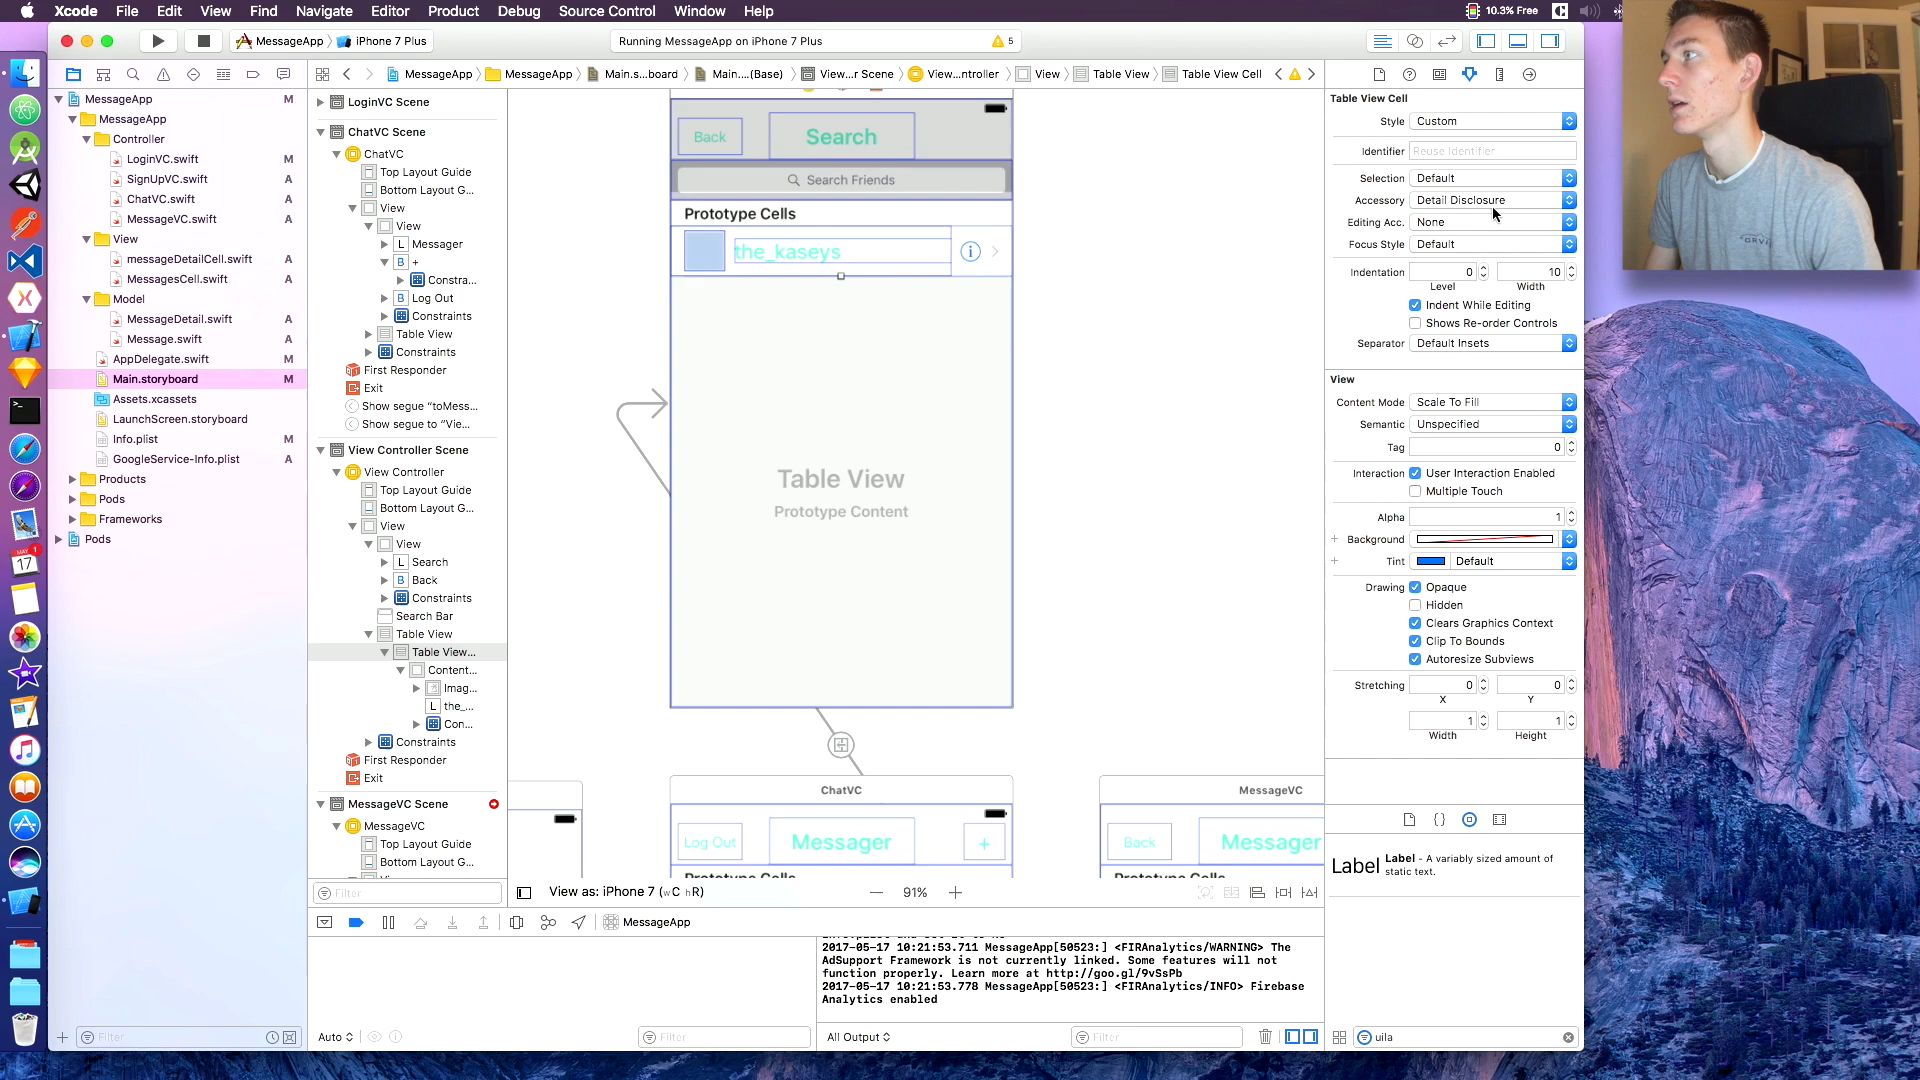 Xcode File Edit View Find Navigate Editor Product Debug Source Control Window Help 10.3% Free
MessageApp iPhone 7 Plus Running MessageApp on iPhone 7 Plus 5
MessageApp MessageApp Main.s...board Main....(Base) View...r Scene View...ntroller View Table View Table View Cell
MessageApp M
MessageApp
Controller
LoginVC.swift M
SignUpVC.swift A
ChatVC.swift A
MessageVC.swift A
View
messageDetailCell.swift A
MessagesCell.swift A
Model
MessageDetail.swift A
Message.swift A
AppDelegate.swift M
Main.storyboard M
Assets.xcassets
LaunchScreen.storyboard
Info.plist M
GoogleService-Info.plist A
Products
Pods
Frameworks
Pods
Filter
LoginVC Scene
ChatVC Scene
ChatVC
Top Layout Guide
Bottom Layout G...
View
View
L Messager
B +
Constra...
B Log Out
Constraints
Table View
Constraints
First Responder
Exit
Show segue "toMess...
Show segue to "Vie...
View Controller Scene
View Controller
Top Layout Guide
Bottom Layout G...
View
View
L Search
B Back
Constraints
Search Bar
Table View
Table View...
Content...
Imag...
L the_...
Con...
Constraints
First Responder
Exit
MessageVC Scene
MessageVC
Top Layout Guide
Bottom Layout G...
Filter
Back Search
Search Friends
Prototype Cells
the_kaseys
Table View
Prototype Content
ChatVC
Log Out Messager +
Prototype Cells
MessageVC
Back Messager
Prototype Cells
View as: iPhone 7 (wC hR) — 91% +
MessageApp
2017-05-17 10:21:53.711 MessageApp[50523:] <FIRAnalytics/WARNING> The
AdSupport Framework is not currently linked. Some features will not
function properly. Learn more at http://goo.gl/9vSsPb
2017-05-17 10:21:53.778 MessageApp[50523:] <FIRAnalytics/INFO> Firebase
Analytics enabled
Auto Filter All Output Filter
Table View Cell
Style Custom
Identifier Reuse Identifier
Selection Default
Accessory Detail Disclosure
Editing Acc. None
Focus Style Default
Indentation 0 10
Level Width
Indent While Editing
Shows Re-order Controls
Separator Default Insets
View
Content Mode Scale To Fill
Semantic Unspecified
Tag 0
Interaction User Interaction Enabled
Multiple Touch
Alpha 1
Background
Tint Default
Drawing Opaque
Hidden
Clears Graphics Context
Clip To Bounds
Autoresize Subviews
Stretching 0 0
X Y
1 1
Width Height
{}
Label Label - A variably sized amount of
static text.
uila
MAY 1
17